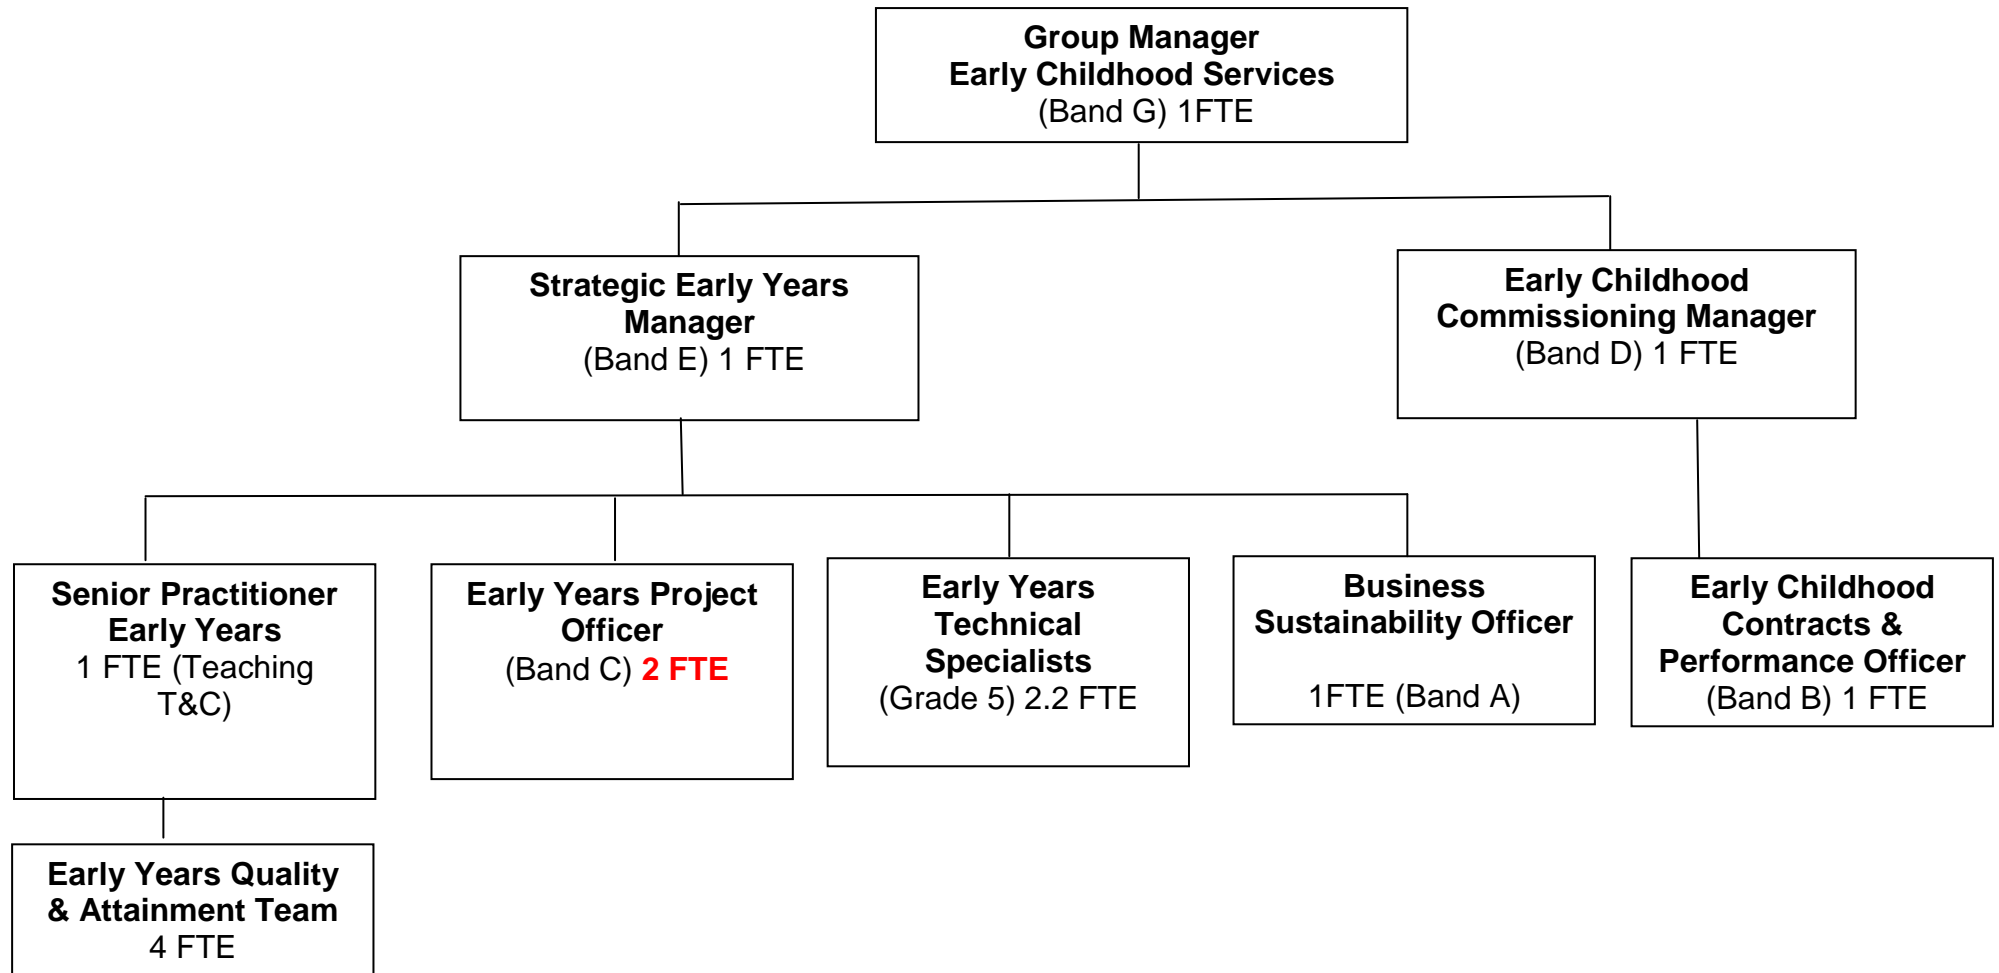 Group Manager
Early Childhood Services
(Band G) 1FTE
Strategic Early Years
Manager
(Band E) 1 FTE
Early Childhood
Commissioning Manager
(Band D) 1 FTE
Senior Practitioner
Early Years
1 FTE (Teaching
T&C)
Early Years Project
Officer
(Band C) 2 FTE
Early Years
Technical
Specialists
(Grade 5) 2.2 FTE
Business
Sustainability Officer
1FTE (Band A)
Early Childhood
Contracts &
Performance Officer
(Band B) 1 FTE
Early Years Quality
& Attainment Team
4 FTE